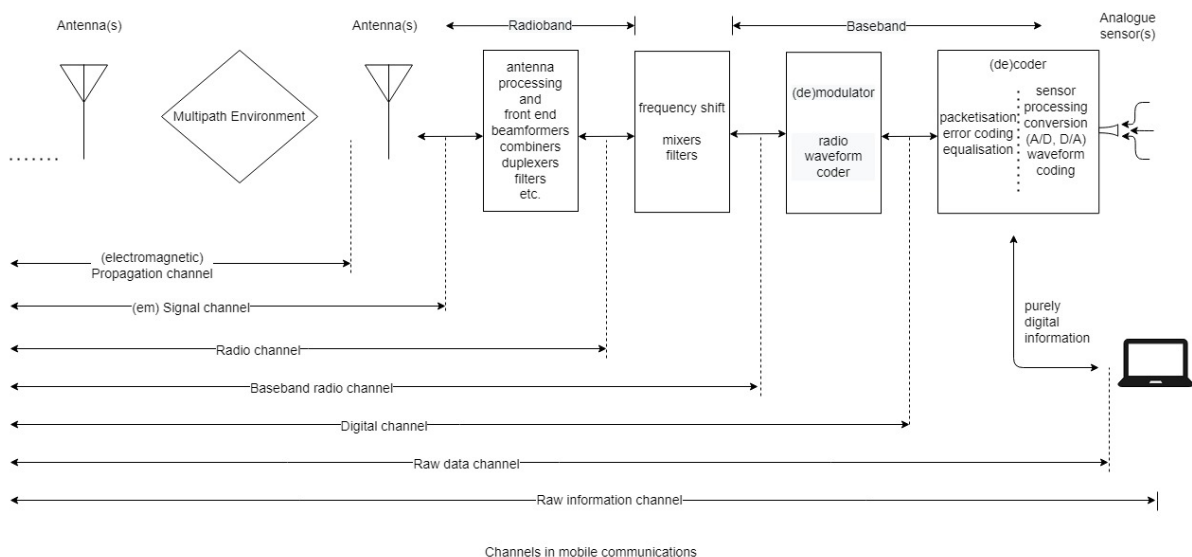 Antenna(s)
Antenna(s)
Radioband
Baseband
Analogue
sensor(s)
Multipath Environment
antenna
processing
and
front end
beamformers
combiners
duplexers
filters
etc.
frequency shift
mixers
filters
(de)modulator
radio
waveform
coder
(de)coder
packetisation
error coding
equalisation
sensor
processing
conversion
(A/D, D/A)
waveform
coding
(electromagnetic)
Propagation channel
(em) Signal channel
Radio channel
Baseband radio channel
Digital channel
Raw data channel
Raw information channel
purely
digital
information
Channels in mobile communications